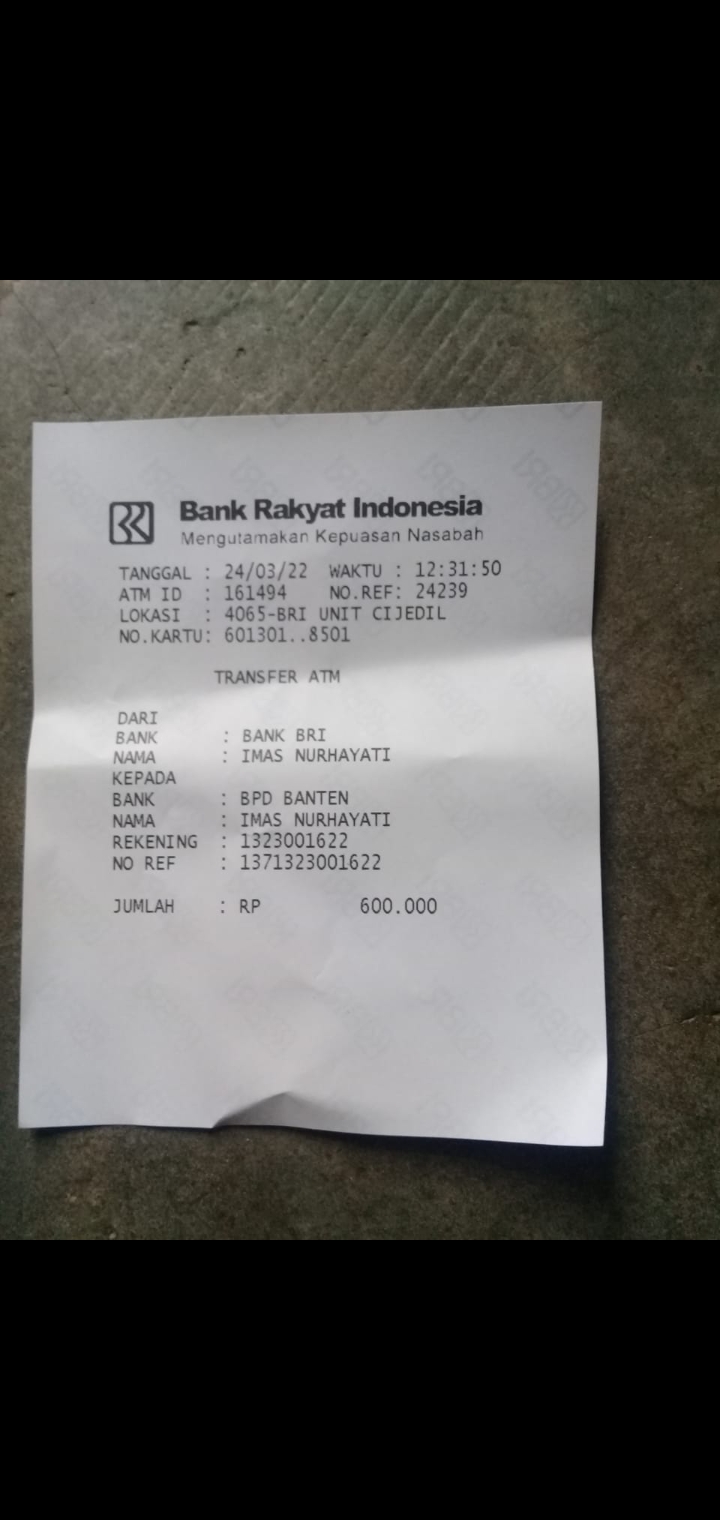 Bank Rakyat Indonesia
Mengutamakan Kepuasan Nasabah
TANGGAL : 24/03/22 WAKTU : 12:31:50
ATM ID : 161494 NO.REF: 24239
LOKASI : 4065-BRI UNIT CIJEDIL
NO.KARTU: 601301..8501
TRANSFER ATM
DARI
BANK : BANK BRI
NAMA : IMAS NURHAYATI
KEPADA
BANK : BPD BANTEN
NAMA : IMAS NURHAYATI
REKENING : 1323001622
NO REF : 1371323001622
JUMLAH : RP 600.000